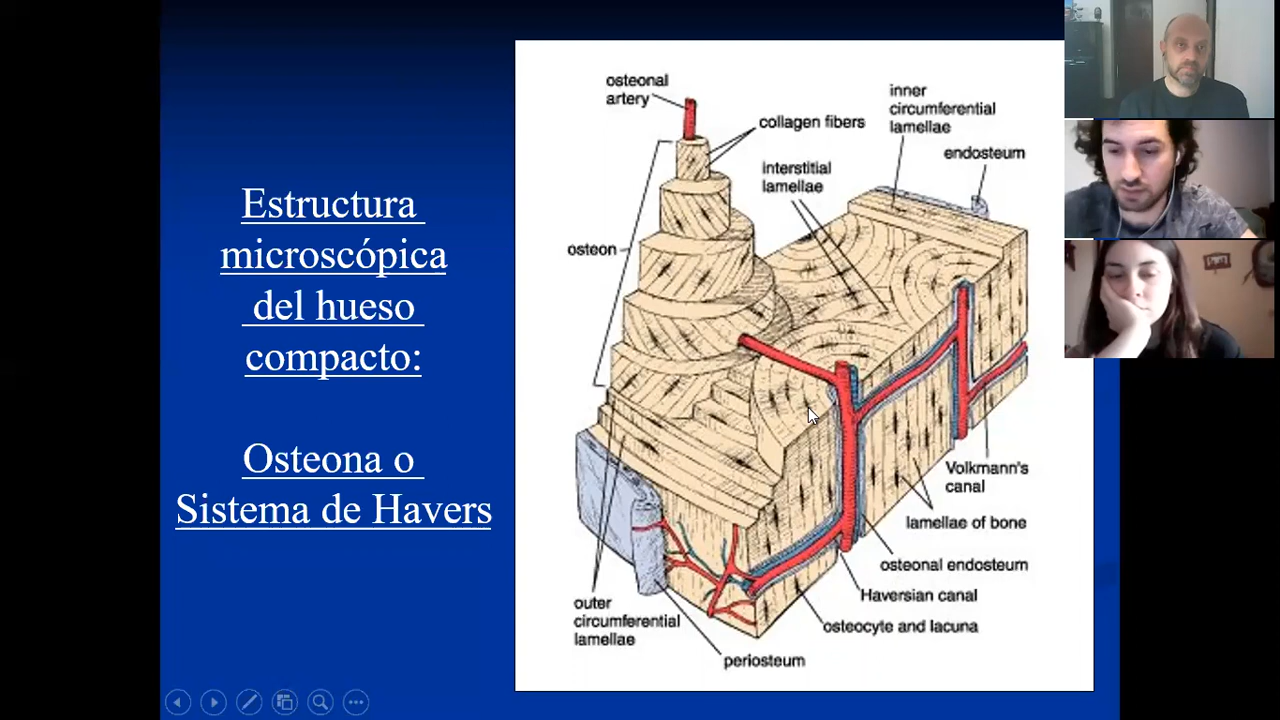 Estructura
microscópica
del hueso
compacto:
Osteona o
Sistema de Havers
osteonal
artery
collagen fibers
inner
circumferential
lamellae
endosteum
interstitial
lamellae
osteon
Volkmann's
canal
lamellae of bone
osteonal endosteum
Haversian canal
osteocyte and lacuna
outer
circumferential
lamellae
periosteum